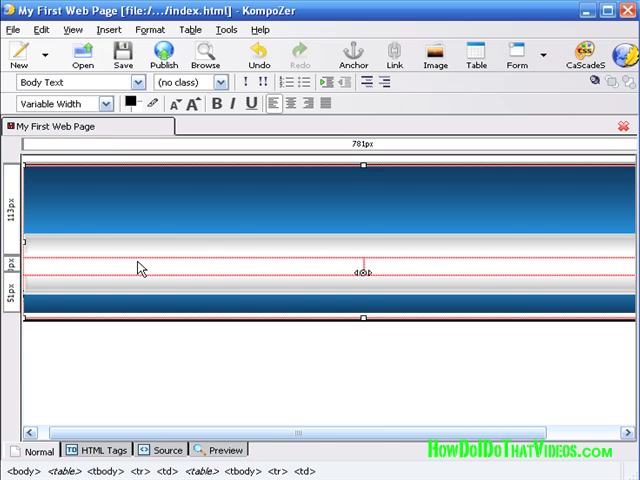 My First Web Page [file:/.../index.html] - KompoZer
File Edit View Insert Format Table Tools Help
New Open Save Publish Browse Undo Redo Anchor Link Image Table Form CaScadeS
Body Text (no class) ! !!
Variable Width A A B I U
My First Web Page
781px
113px
51px
Normal TD HTML Tags Source Preview
HowDoIDoThatVideos.com
<body> <table> <tbody> <tr> <td> <table> <tbody> <tr> <td>